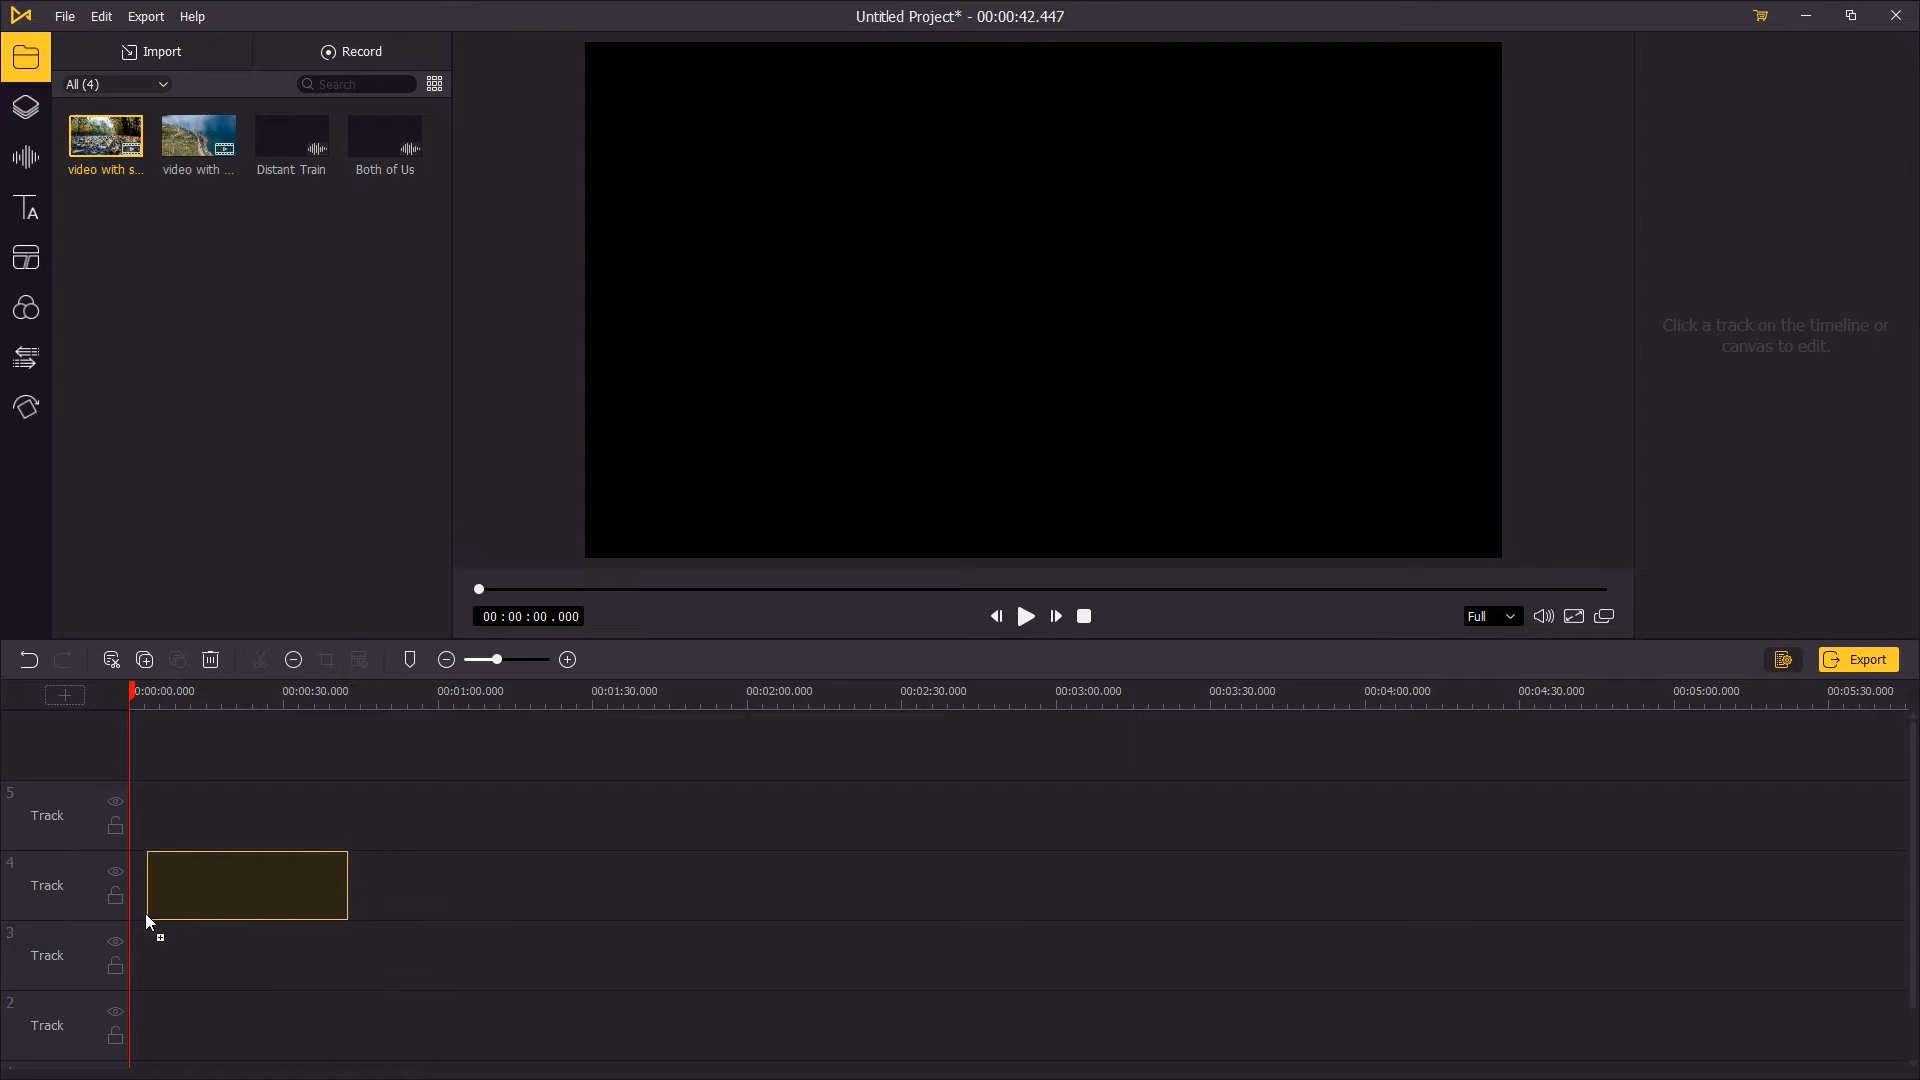 File Edit Export Help
Untitled Project* - 00:00:42.447
Import
Record
All (4)
Search
video with s...
video with ...
Distant Train
Both of Us
Click a track on the timeline or
canvas to edit.
00:00:00.000
Full
Export
0:00:00.000 00:00:30.000 00:01:00.000 00:01:30.000 00:02:00.000 00:02:30.000 00:03:00.000 00:03:30.000 00:04:00.000 00:04:30.000 00:05:00.000 00:05:30.000
5
Track
4
Track
3
Track
2
Track